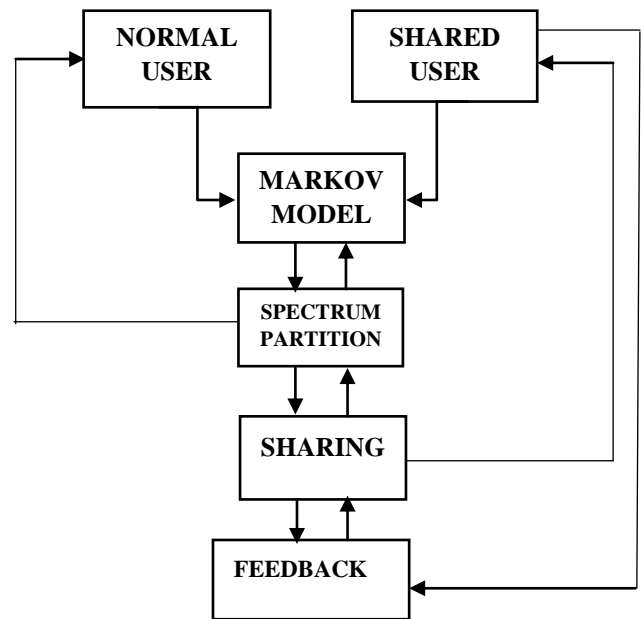 NORMAL
USER
SHARED
USER
MARKOV
MODEL
SPECTRUM
PARTITION
SHARING
FEEDBACK